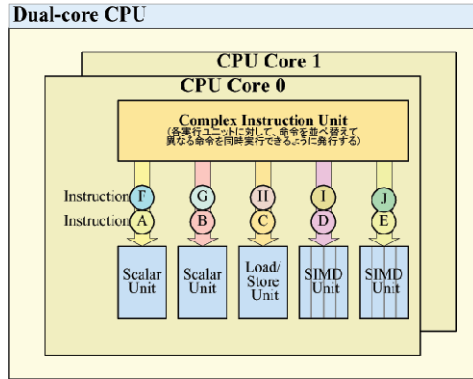 Dual-core CPU
CPU Core 1
CPU Core 0
Complex Instruction Unit
(各実行ユニットに対して、命令を並べ替えて
異なる命令を同時実行できるように発行する)
Instruction F G H I J
Instruction A B C D E
Scalar Unit
Scalar Unit
Load/ Store Unit
SIMD Unit
SIMD Unit